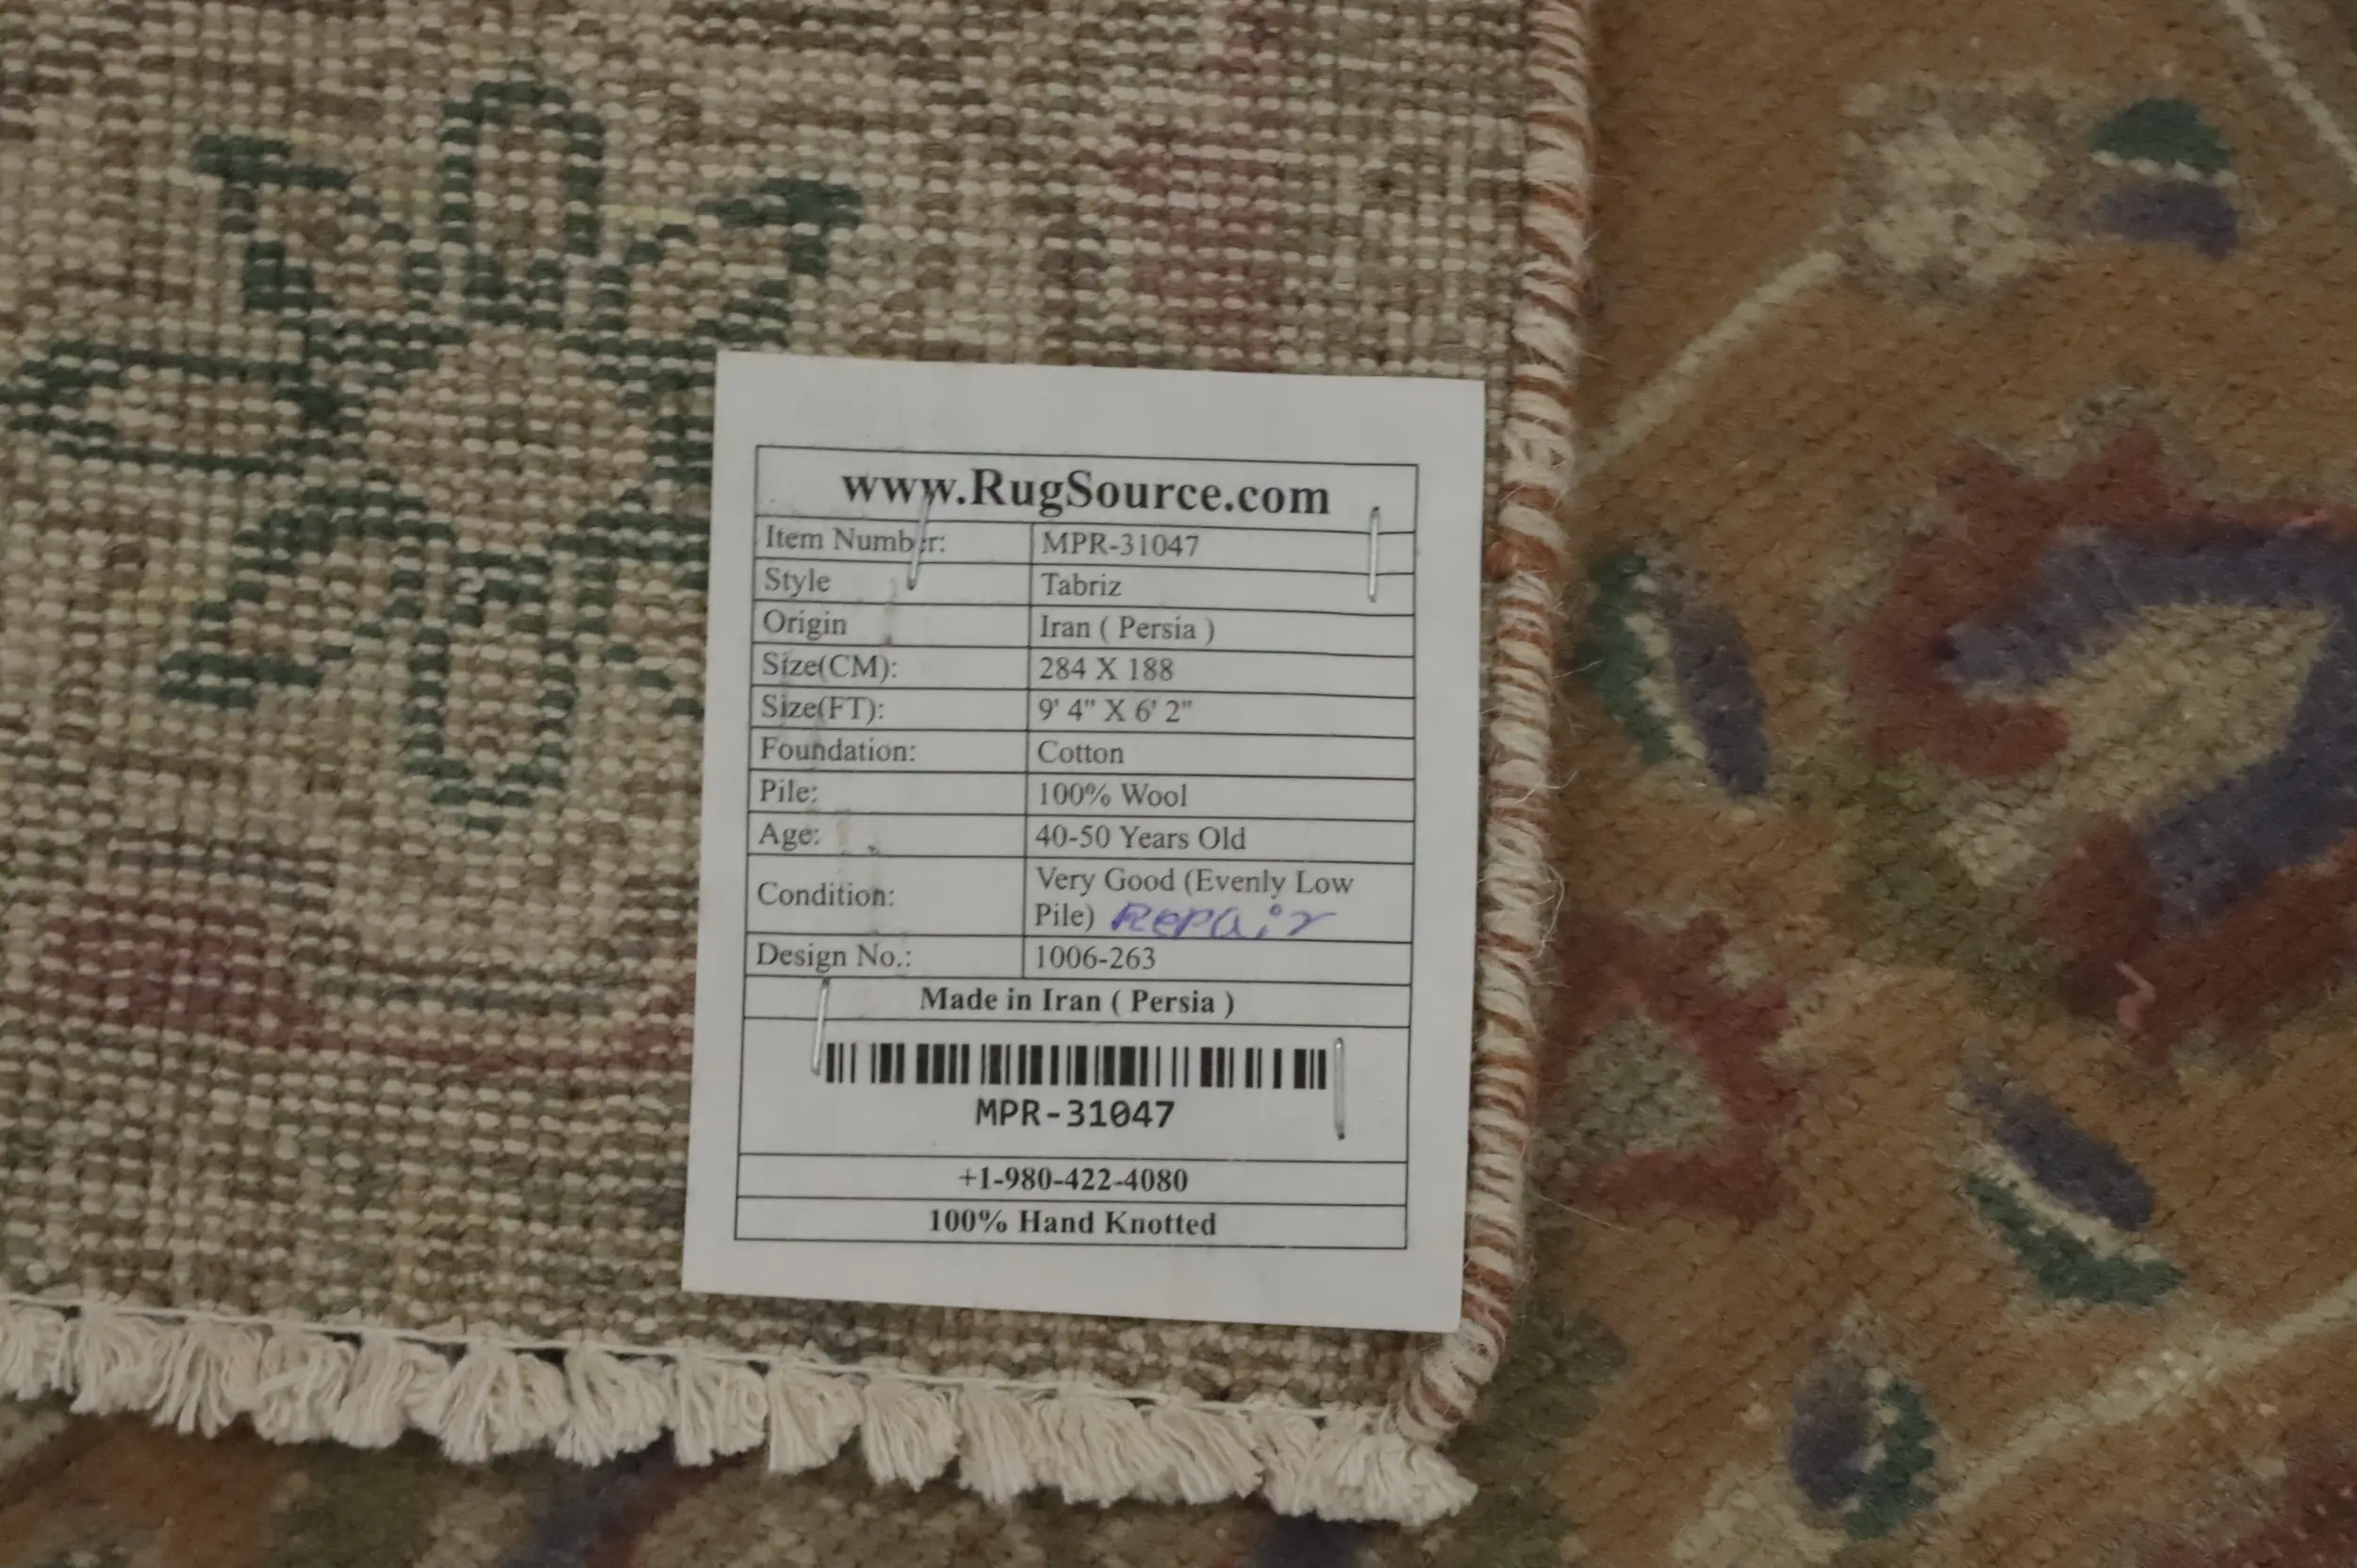 www.RugSource.com
Item Number: MPR-31047
Style Tabriz
Origin Iran ( Persia )
Size(CM): 284 X 188
Size(FT): 9' 4" X 6' 2"
Foundation: Cotton
Pile: 100% Wool
Age: 40-50 Years Old
Condition: Very Good (Evenly Low
Pile) Repair
Design No.: 1006-263
Made in Iran ( Persia )
MPR-31047
+1-980-422-4080
100% Hand Knotted